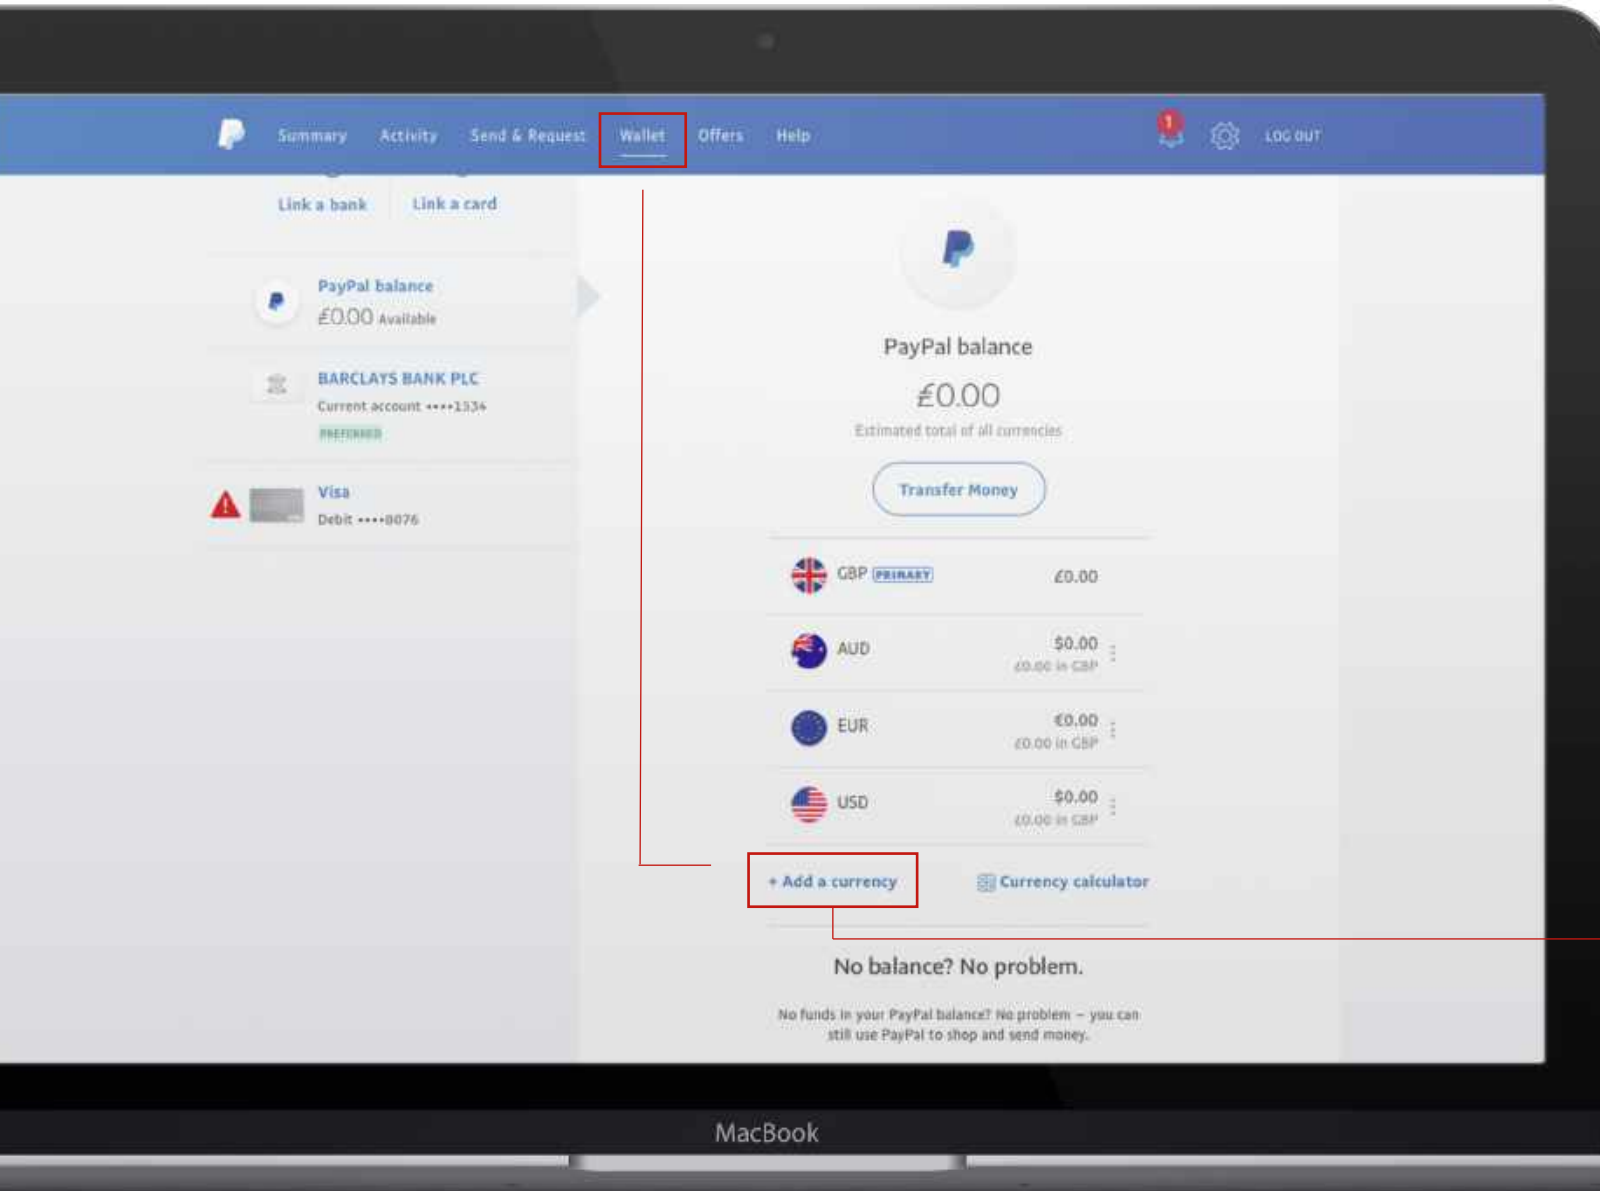 Summary Activity Send & Request Wallet Offers Help 1 LOG OUT
Link a bank Link a card
PayPal balance
£0.00 Available
BARCLAYS BANK PLC
Current account ••••1534
PREFERRED
Visa
Debit ••••8076
PayPal balance
£0.00
Estimated total of all currencies
Transfer Money
GBP PRIMARY £0.00
AUD $0.00
£0.00 in GBP
EUR €0.00
£0.00 in GBP
USD $0.00
£0.00 in GBP
+ Add a currency Currency calculator
No balance? No problem.
No funds in your PayPal balance? No problem – you can
still use PayPal to shop and send money.
MacBook